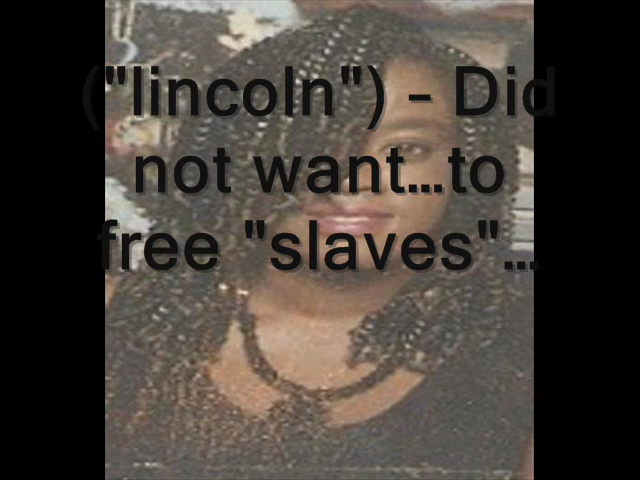 ("lincoln") - Did
not want...to
free "slaves"...